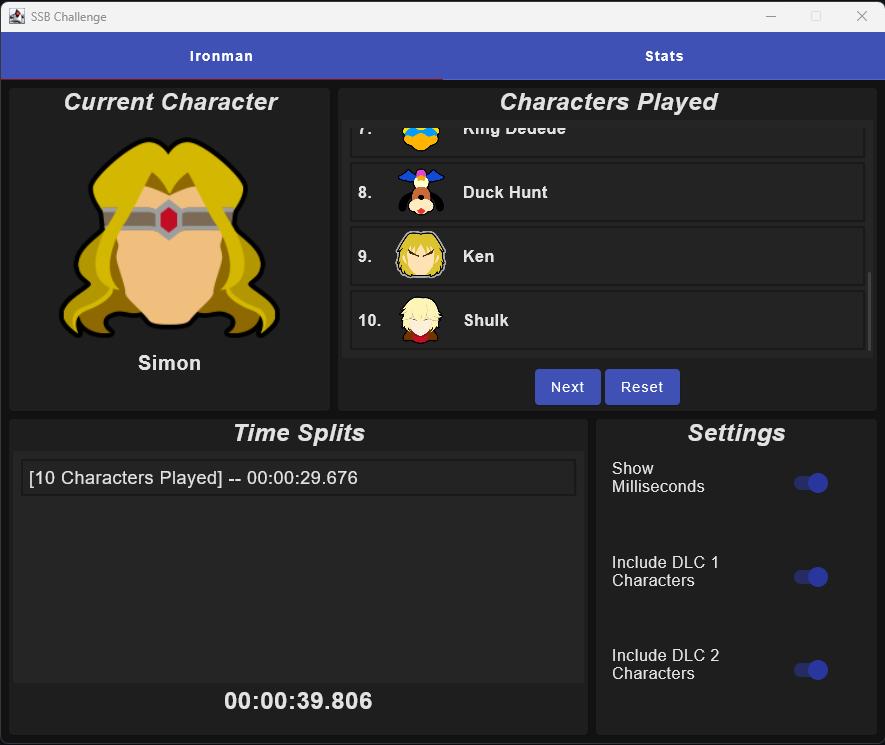 SSB Challenge
Ironman
Stats
Current Character
Simon
Characters Played
7. King Dedede
8. Duck Hunt
9. Ken
10. Shulk
Next
Reset
Time Splits
[10 Characters Played] -- 00:00:29.676
00:00:39.806
Settings
Show
Milliseconds
Include DLC 1
Characters
Include DLC 2
Characters